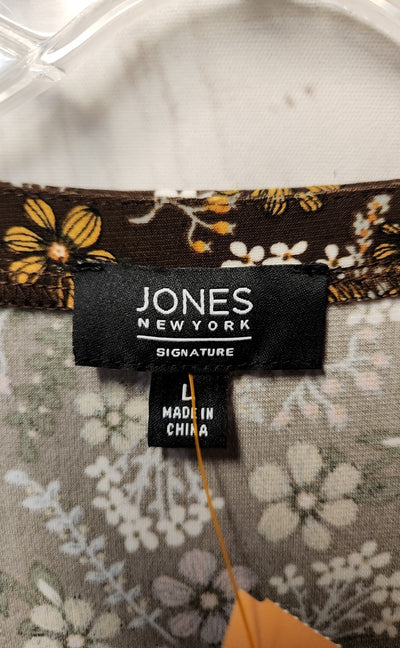 JONES
NEW YORK
SIGNATURE
L
MADE IN
CHINA